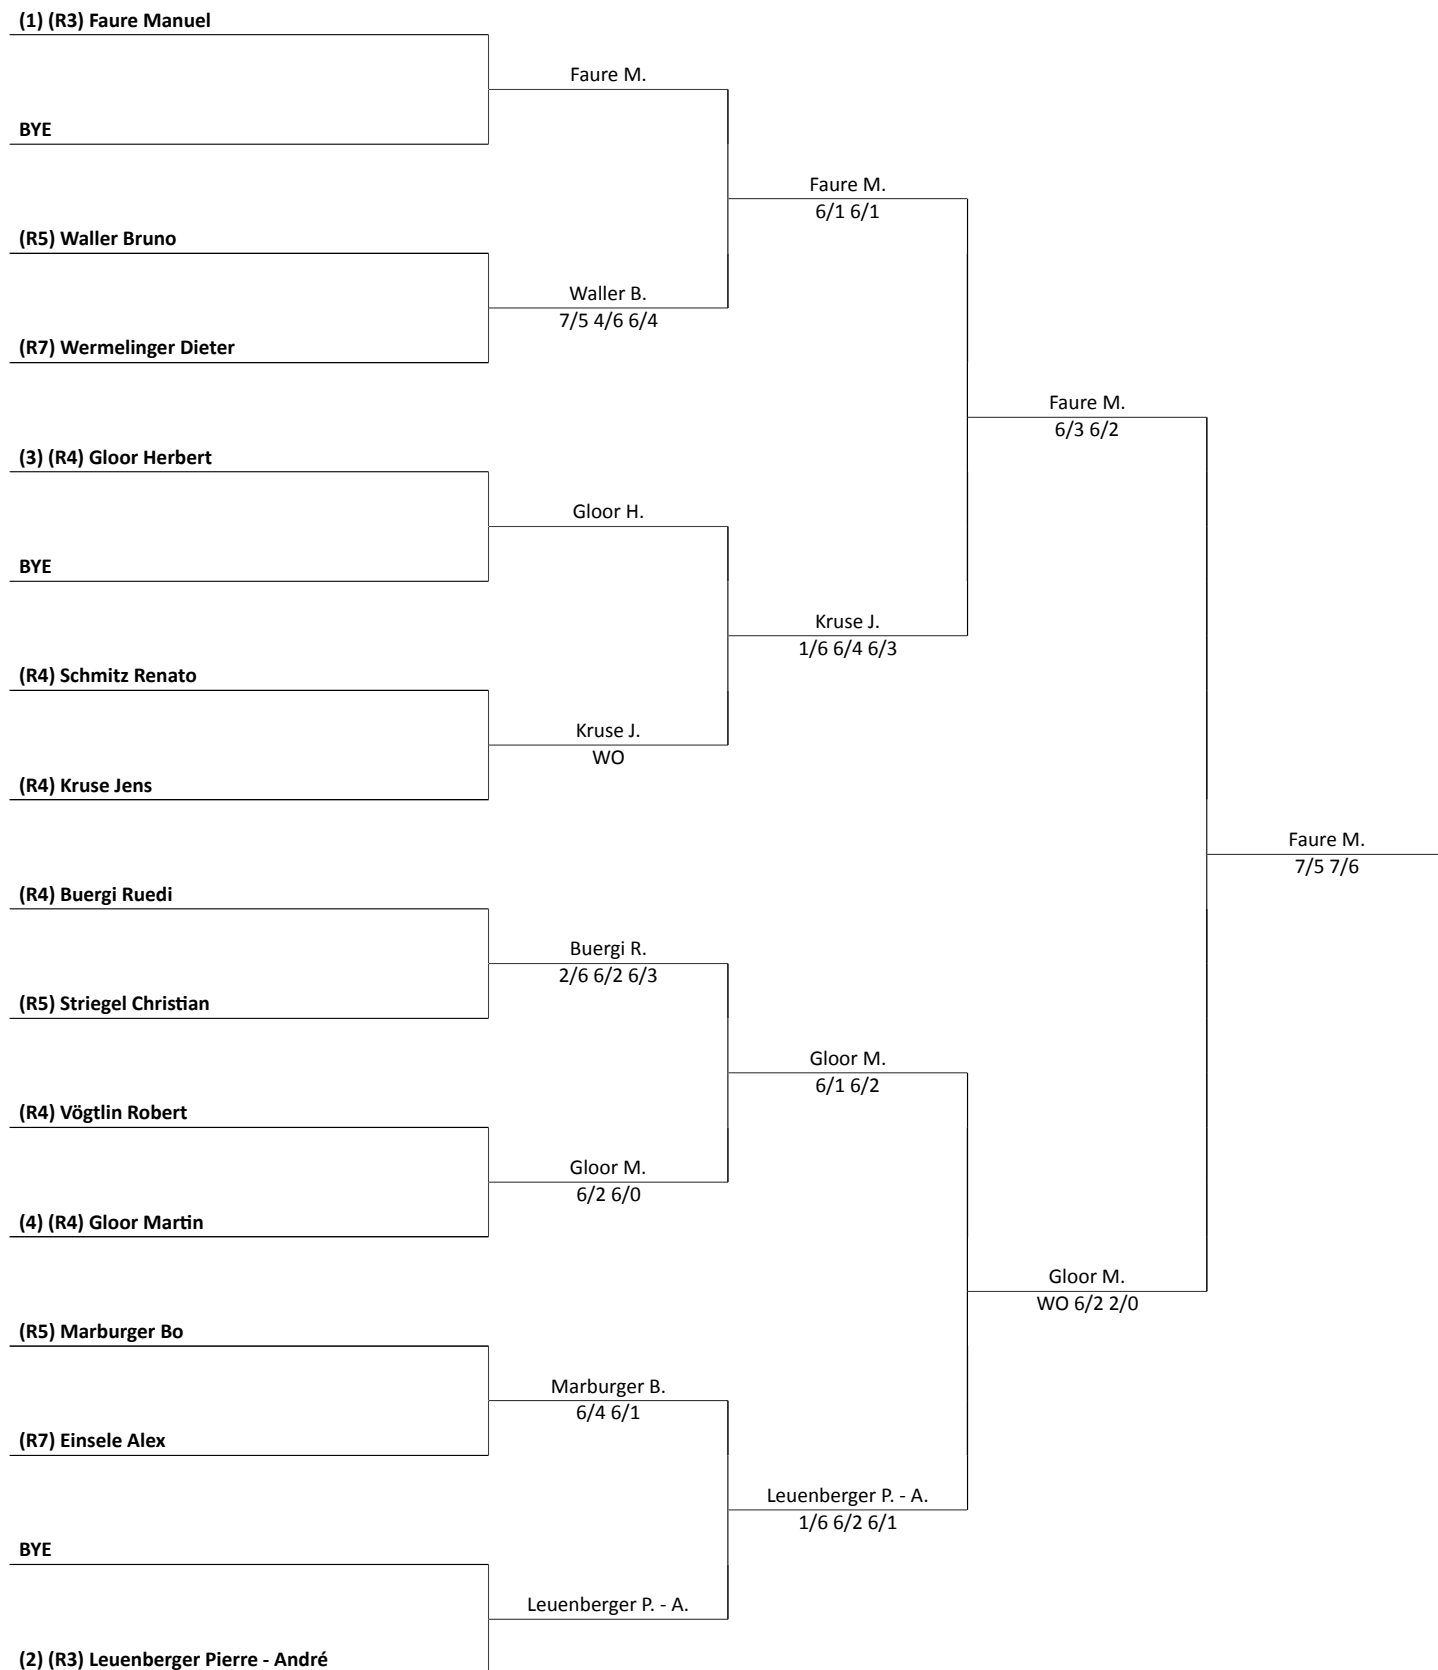 (1) (R3) Faure Manuel
Faure M.
BYE
Faure M.
6/1 6/1
(R5) Waller Bruno
Waller B.
7/5 4/6 6/4
(R7) Wermelinger Dieter
Faure M.
6/3 6/2
(3) (R4) Gloor Herbert
Gloor H.
BYE
Kruse J.
1/6 6/4 6/3
(R4) Schmitz Renato
Kruse J.
WO
(R4) Kruse Jens
Faure M.
7/5 7/6
(R4) Buergi Ruedi
Buergi R.
2/6 6/2 6/3
(R5) Striegel Christian
Gloor M.
6/1 6/2
(R4) Vögtlin Robert
Gloor M.
6/2 6/0
(4) (R4) Gloor Martin
Gloor M.
WO 6/2 2/0
(R5) Marburger Bo
Marburger B.
6/4 6/1
(R7) Einsele Alex
Leuenberger P. - A.
1/6 6/2 6/1
BYE
Leuenberger P. - A.
(2) (R3) Leuenberger Pierre - André